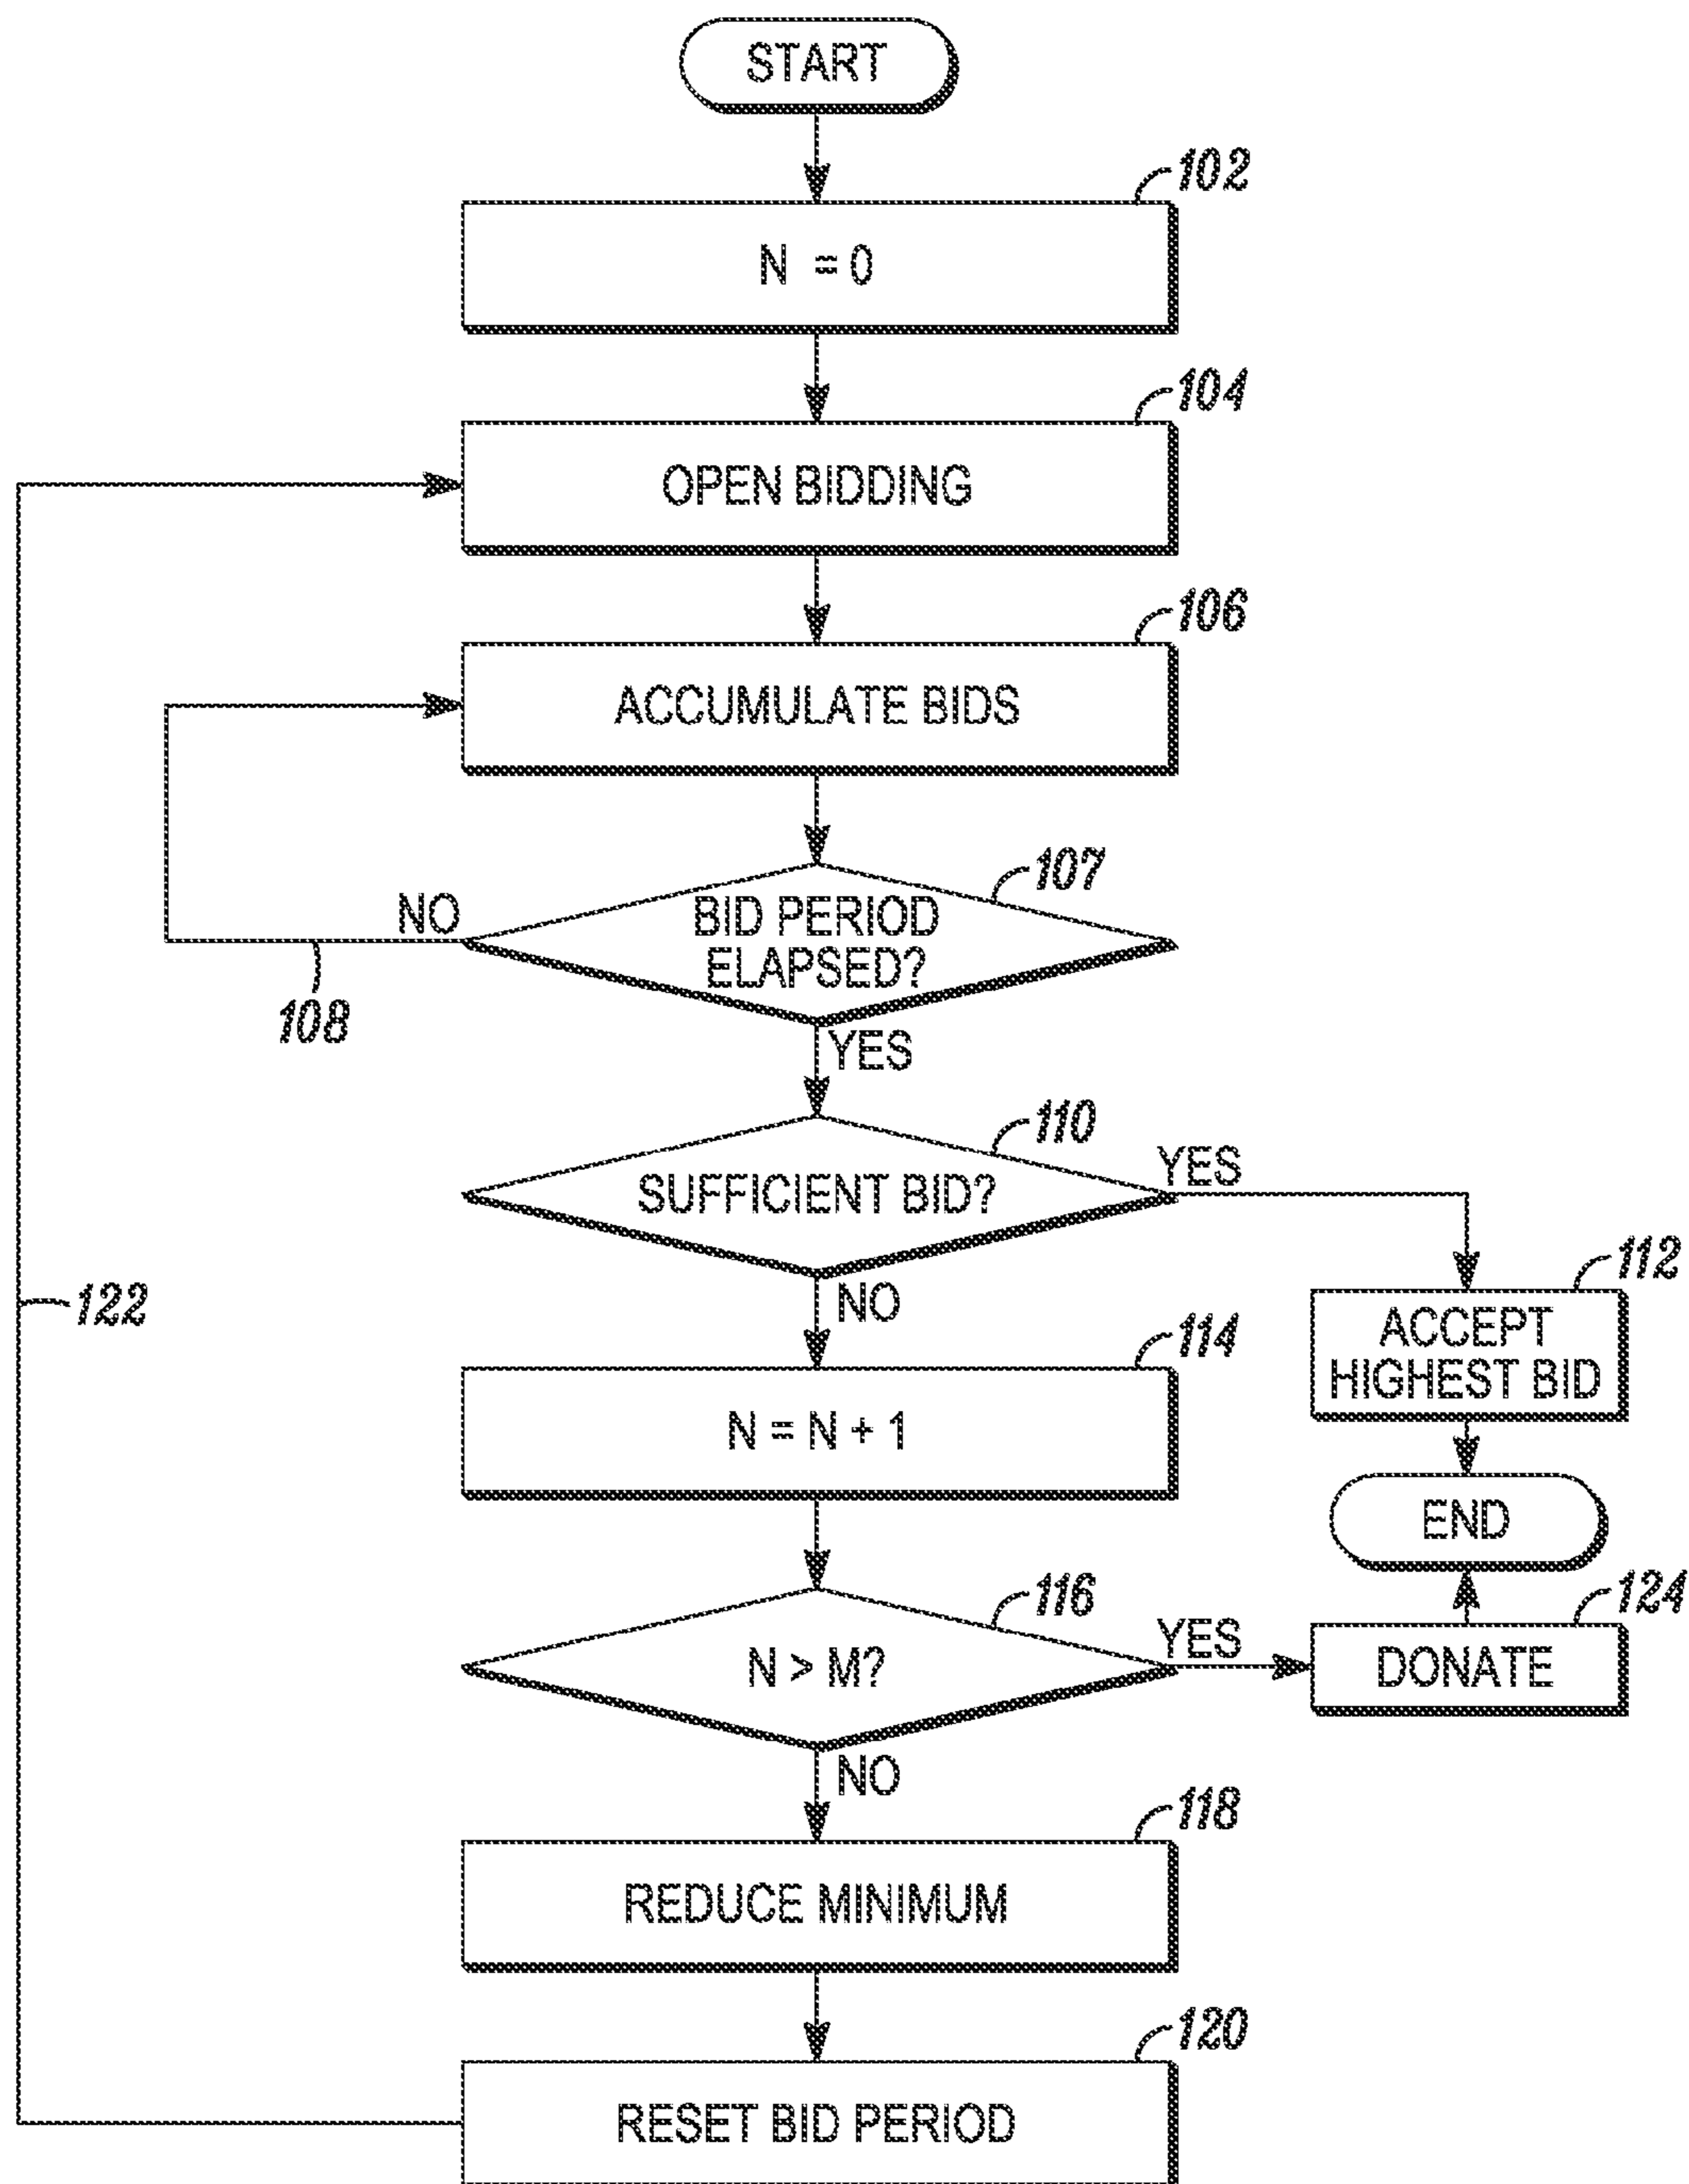 START
102
N = 0
104
OPEN BIDDING
106
ACCUMULATE BIDS
107
BID PERIOD
ELAPSED?
NO
108
YES
110
SUFFICIENT BID?
YES
112
ACCEPT
HIGHEST BID
NO
122
114
N = N + 1
END
116
N > M?
YES
124
DONATE
NO
118
REDUCE MINIMUM
120
RESET BID PERIOD